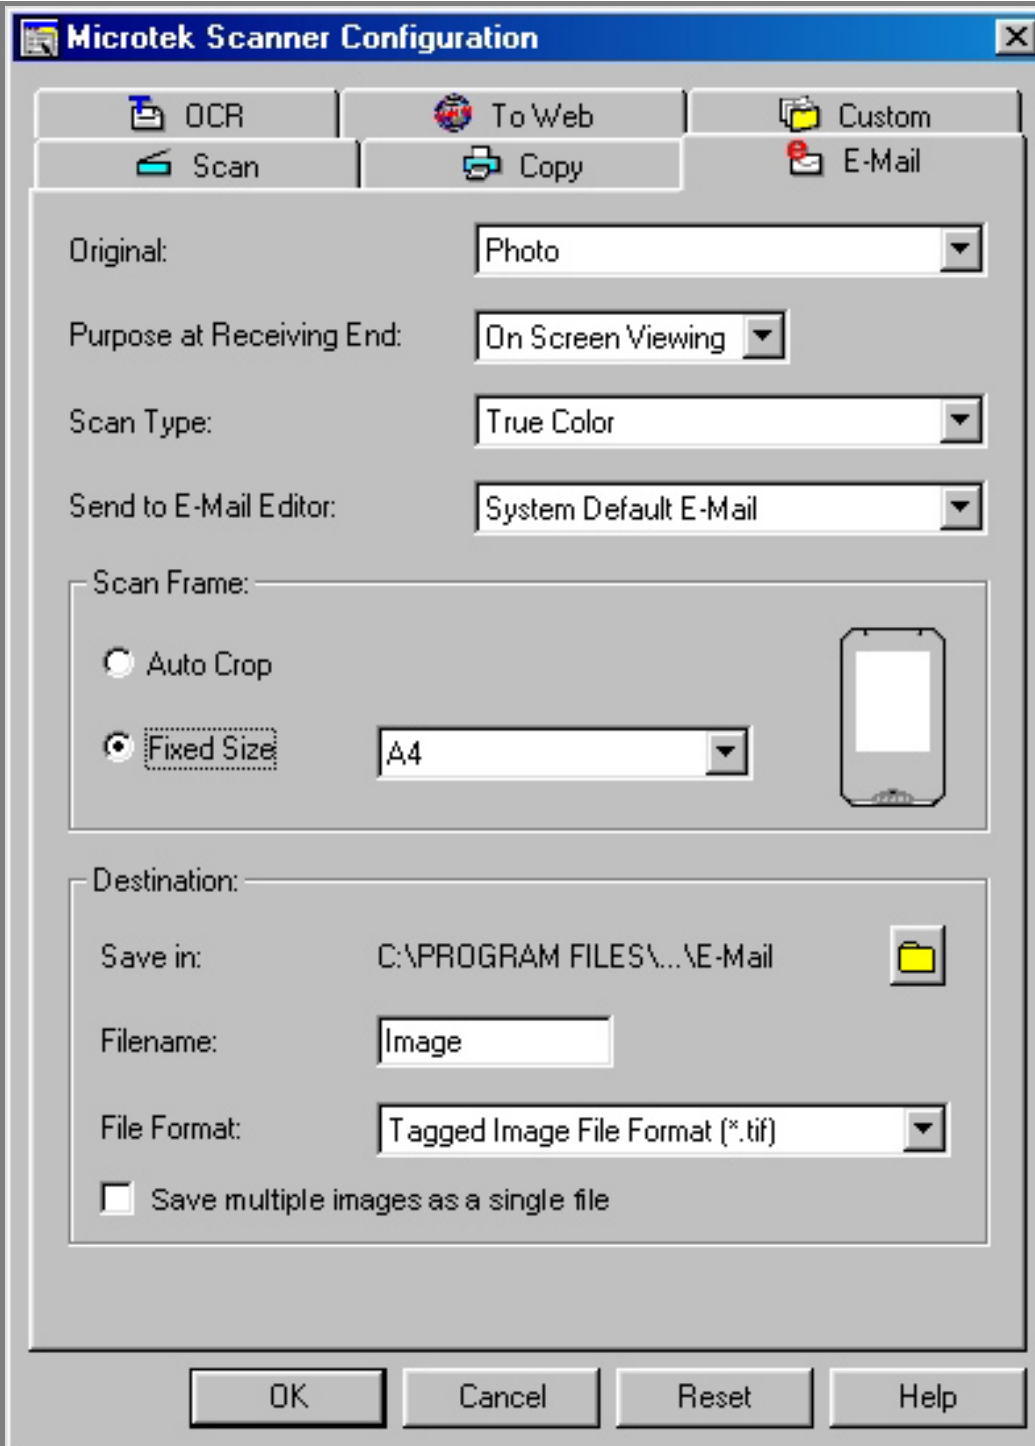 Microtek Scanner Configuration
OCR To Web Custom
Scan Copy E-Mail
Original: Photo
Purpose at Receiving End: On Screen Viewing
Scan Type: True Color
Send to E-Mail Editor: System Default E-Mail
Scan Frame:
Auto Crop
Fixed Size A4
Destination:
Save in: C:\PROGRAM FILES\...\E-Mail
Filename: Image
File Format: Tagged Image File Format (*.tif)
Save multiple images as a single file
OK Cancel Reset Help